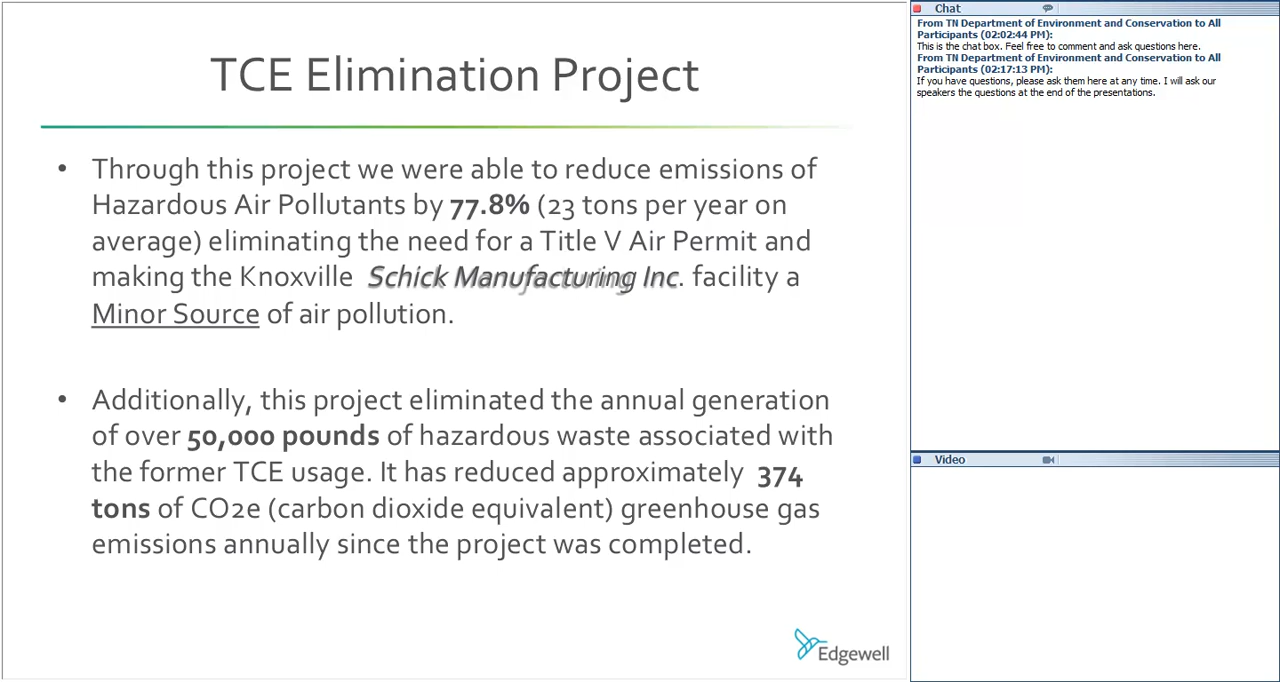 TCE Elimination Project
• Through this project we were able to reduce emissions of
Hazardous Air Pollutants by 77.8% (23 tons per year on
average) eliminating the need for a Title V Air Permit and
making the Knoxville Schick Manufacturing Inc. facility a
Minor Source of air pollution.
• Additionally, this project eliminated the annual generation
of over 50,000 pounds of hazardous waste associated with
the former TCE usage. It has reduced approximately 374
tons of CO2e (carbon dioxide equivalent) greenhouse gas
emissions annually since the project was completed.
Edgewell
Chat
From TN Department of Environment and Conservation to All
Participants (02:02:44 PM):
This is the chat box. Feel free to comment and ask questions here.
From TN Department of Environment and Conservation to All
Participants (02:17:13 PM):
If you have questions, please ask them here at any time. I will ask our
speakers the questions at the end of the presentations.
Video